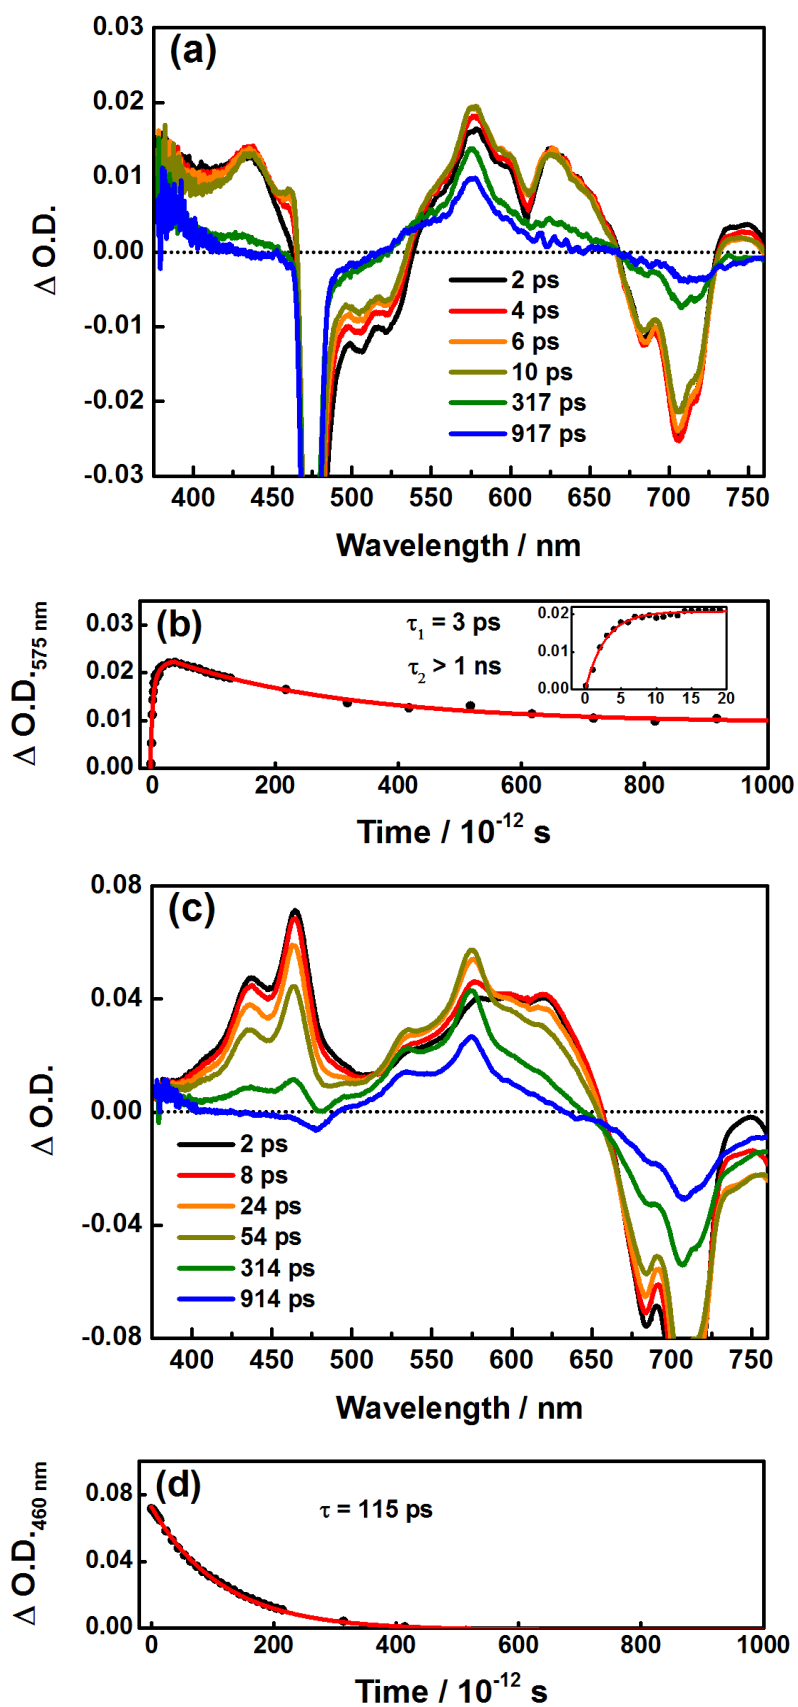 (a)
0.03
0.02
0.01
0.00
-0.01
-0.02
-0.03
Δ O.D.
2 ps
4 ps
6 ps
10 ps
317 ps
917 ps
400 450 500 550 600 650 700 750
Wavelength / nm
(b)
τ1 = 3 ps
τ2 > 1 ns
0.03
0.02
0.01
0.00
Δ O.D.575 nm
0.02
0.01
0.00
0 5 10 15 20
0 200 400 600 800 1000
Time / 10-12 s
(c)
0.08
0.04
0.00
-0.04
-0.08
Δ O.D.
2 ps
8 ps
24 ps
54 ps
314 ps
914 ps
400 450 500 550 600 650 700 750
Wavelength / nm
(d)
τ = 115 ps
0.08
0.04
0.00
Δ O.D.460 nm
0 200 400 600 800 1000
Time / 10-12 s